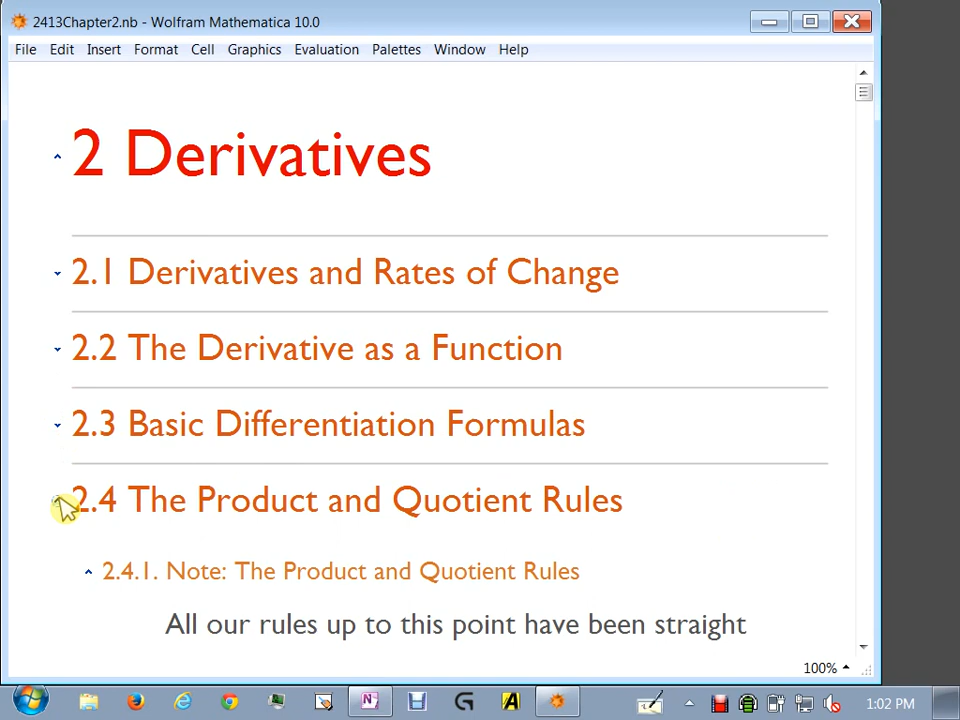 2413Chapter2.nb - Wolfram Mathematica 10.0
File Edit Insert Format Cell Graphics Evaluation Palettes Window Help
2 Derivatives
2.1 Derivatives and Rates of Change
2.2 The Derivative as a Function
2.3 Basic Differentiation Formulas
2.4 The Product and Quotient Rules
2.4.1. Note: The Product and Quotient Rules
All our rules up to this point have been straight
100%
1:02 PM